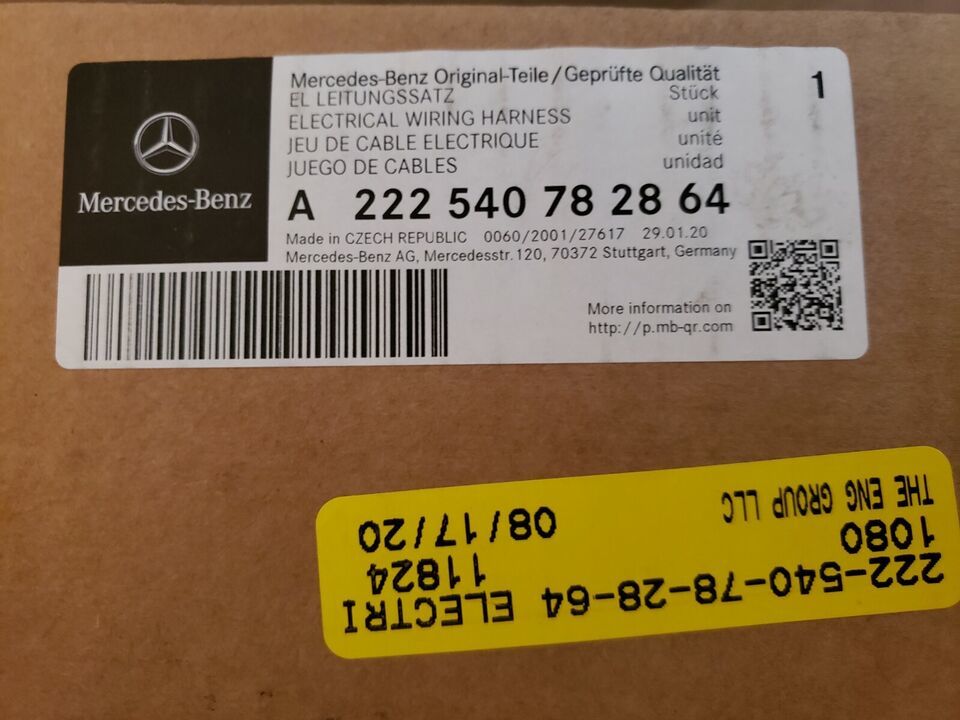 Mercedes-Benz
Mercedes-Benz Original-Teile/Geprüfte Qualität
EL LEITUNGSSATZ Stück 1
ELECTRICAL WIRING HARNESS unit
JEU DE CABLE ELECTRIQUE unité
JUEGO DE CABLES unidad
A 222 540 78 28 64
Made in CZECH REPUBLIC 0060/2001/27617 29.01.20
Mercedes-Benz AG, Mercedesstr.120, 70372 Stuttgart, Germany
More information on
http://p.mb-qr.com
222-540-78-28-64 ELECTRI
1080 11824
THE ENG GROUP LLC 08/17/20